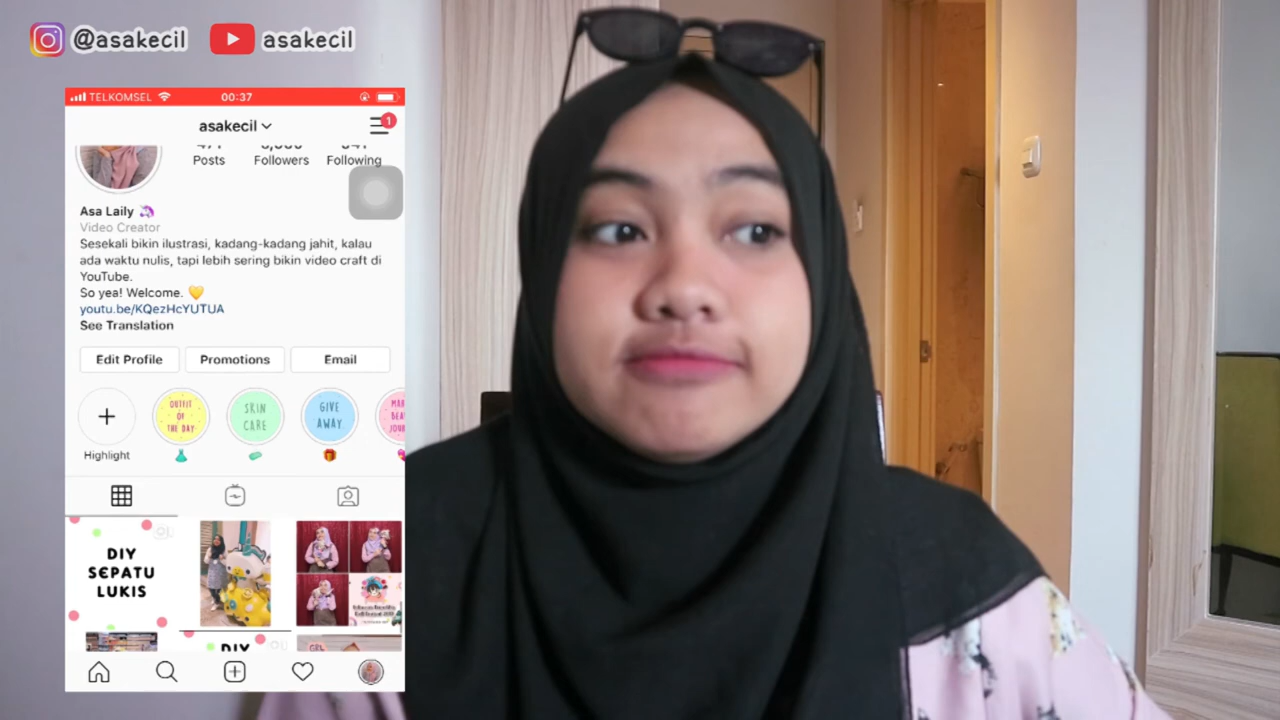 @asakecil asakecil
TELKOMSEL 00:37
asakecil
1
Posts Followers Following
Asa Laily
Video Creator
Sesekali bikin ilustrasi, kadang-kadang jahit, kalau
ada waktu nulis, tapi lebih sering bikin video craft di
YouTube.
So yea! Welcome.
youtu.be/KQezHcYUTUA
See Translation
Edit Profile Promotions Email
OUTFIT
OF
THE DAY
SKIN
CARE
GIVE
AWAY
Highlight
DIY
SEPATU
LUKIS
DIY